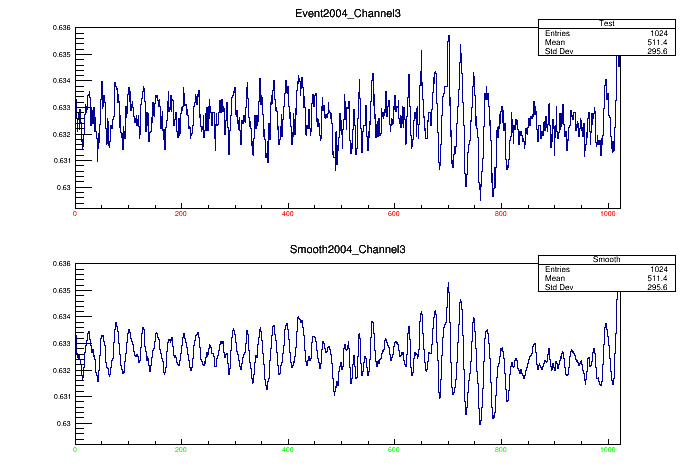 Event2004_Channel3
Test
Entries 1024
Mean 511.4
Std Dev 295.6
0.636
0.635
0.634
0.633
0.632
0.631
0.63
0 200 400 600 800 1000
Smooth2004_Channel3
Smooth
Entries 1024
Mean 511.4
Std Dev 295.6
0.636
0.635
0.634
0.633
0.632
0.631
0.63
0 200 400 600 800 1000